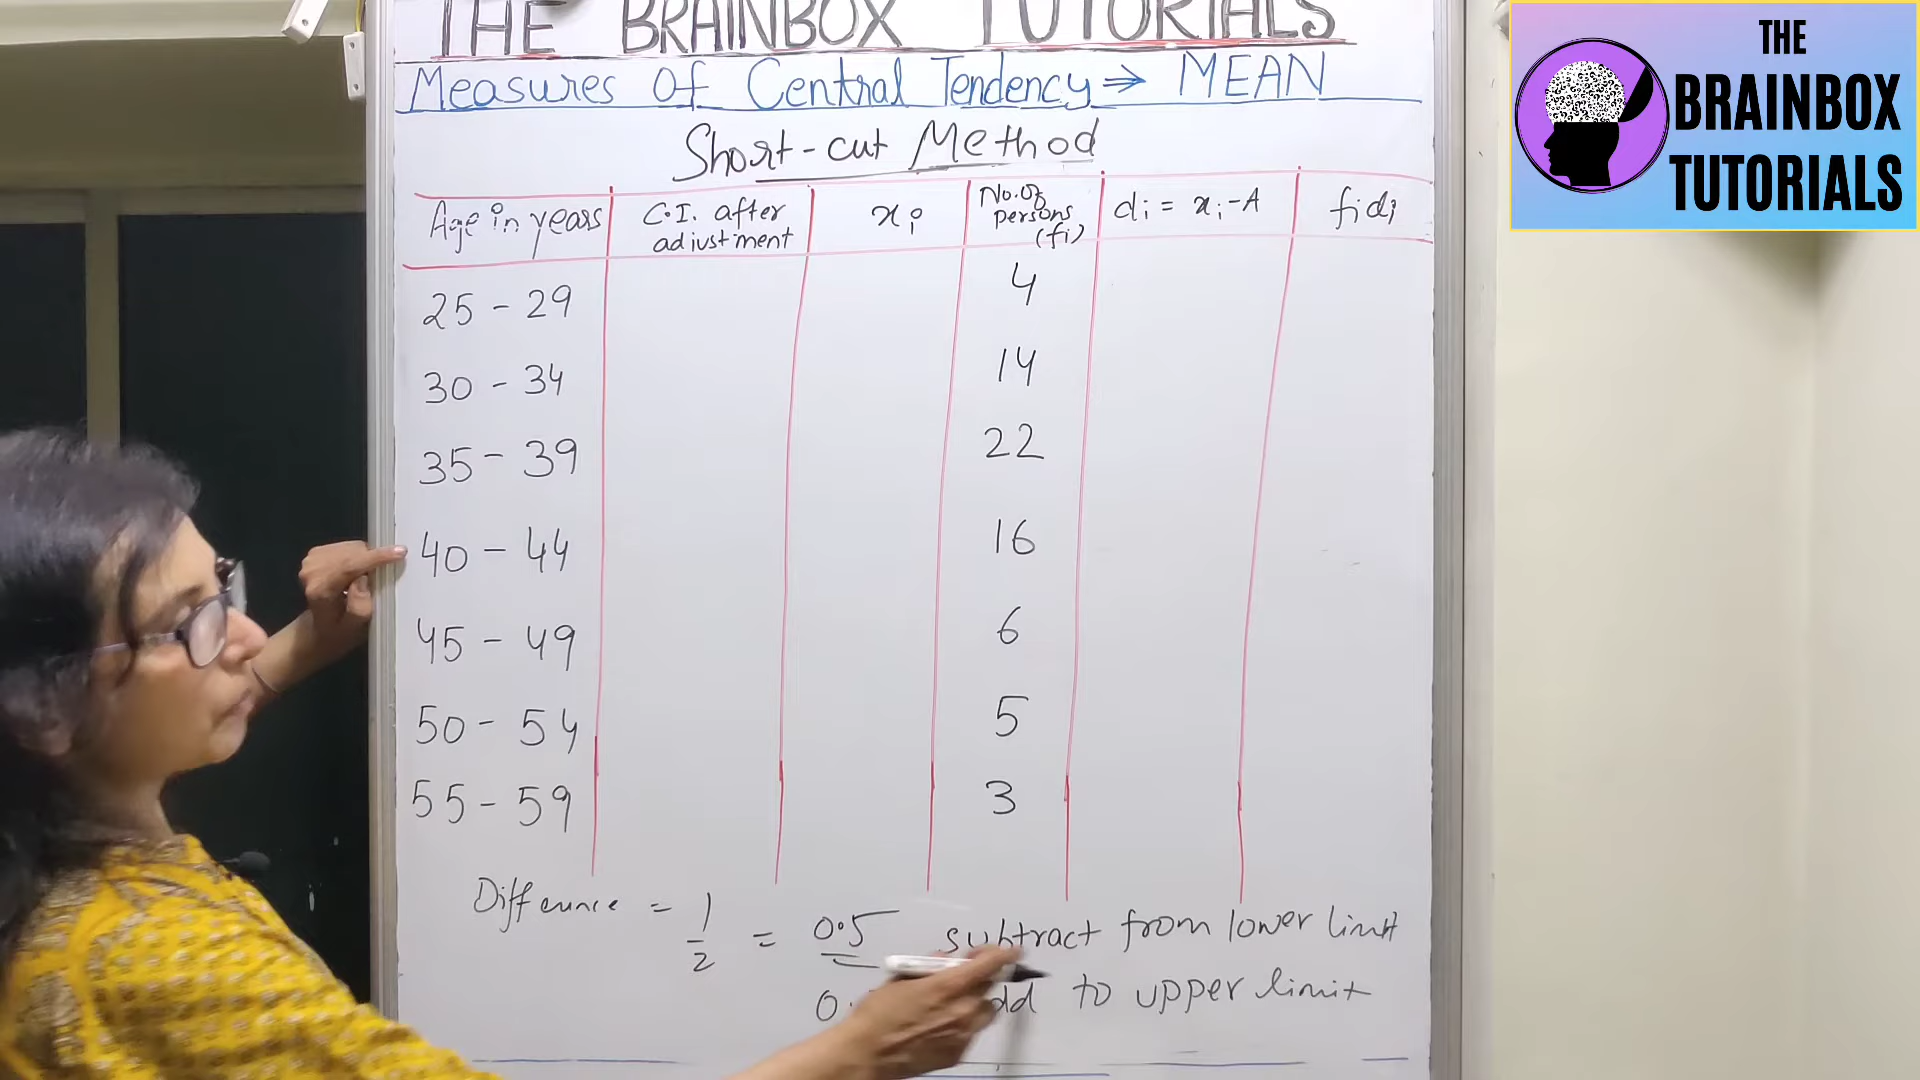 THE BRAINBOX TUTORIALS
Measures Of Central Tendency ⇒ MEAN
Short-cut Method
Age in years | C.I. after adjustment | xi | No. Of persons (fi) | di = xi - A | fidi
25 - 29 | 4
30 - 34 | 14
35 - 39 | 22
40 - 44 | 16
45 - 49 | 6
50 - 54 | 5
55 - 59 | 3
Difference = 1/2 = 0.5 subtract from lower limit
to upper limit
THE
BRAINBOX
TUTORIALS